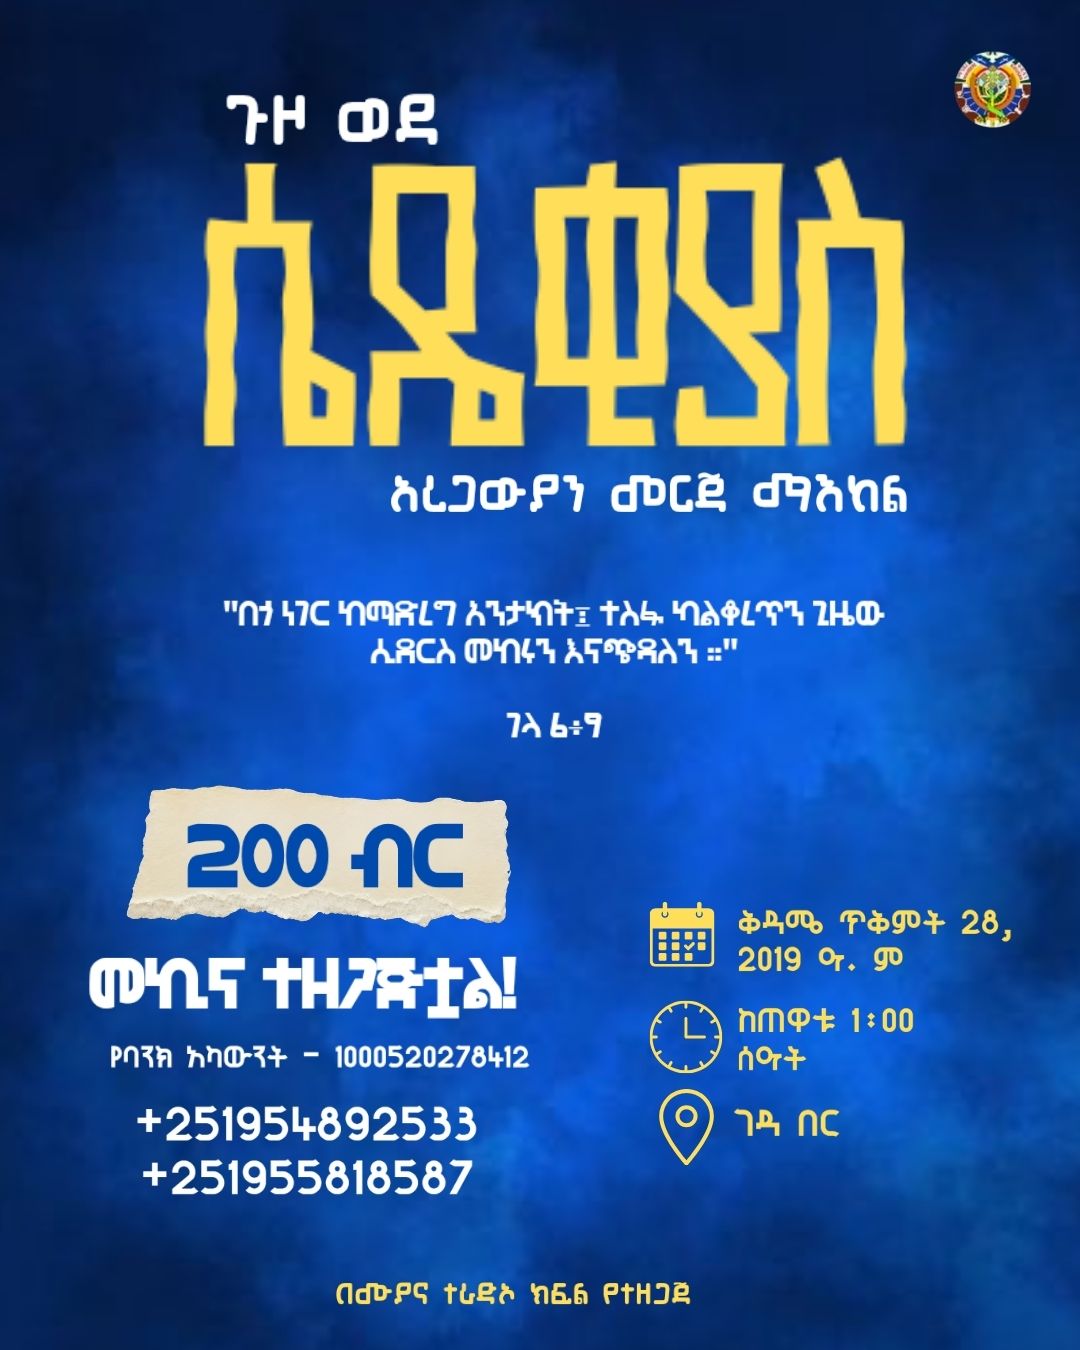 ጉዞ ወደ
ሴዴቂያስ
አረጋውያን መርጃ ማእከል
"በጎ ነገር ከማድረግ አንታክት፤ ተስፋ ካልቆረጥን ጊዜው
ሲደርስ መከሩን እናጭዳለን ።"
ገላ ፮፥፱
200 ብር
መኪና ተዘጋጅቷል!
የባንክ አካውንት - 1000520278412
+251954892533
+251955818587
ቅዳሜ ጥቅምት 28,
2019 ዓ. ም
ከጠዋቱ 1፡00
ሰዓት
ገዳ በር
በሙያና ተራድኦ ክፍል የተዘጋጀ